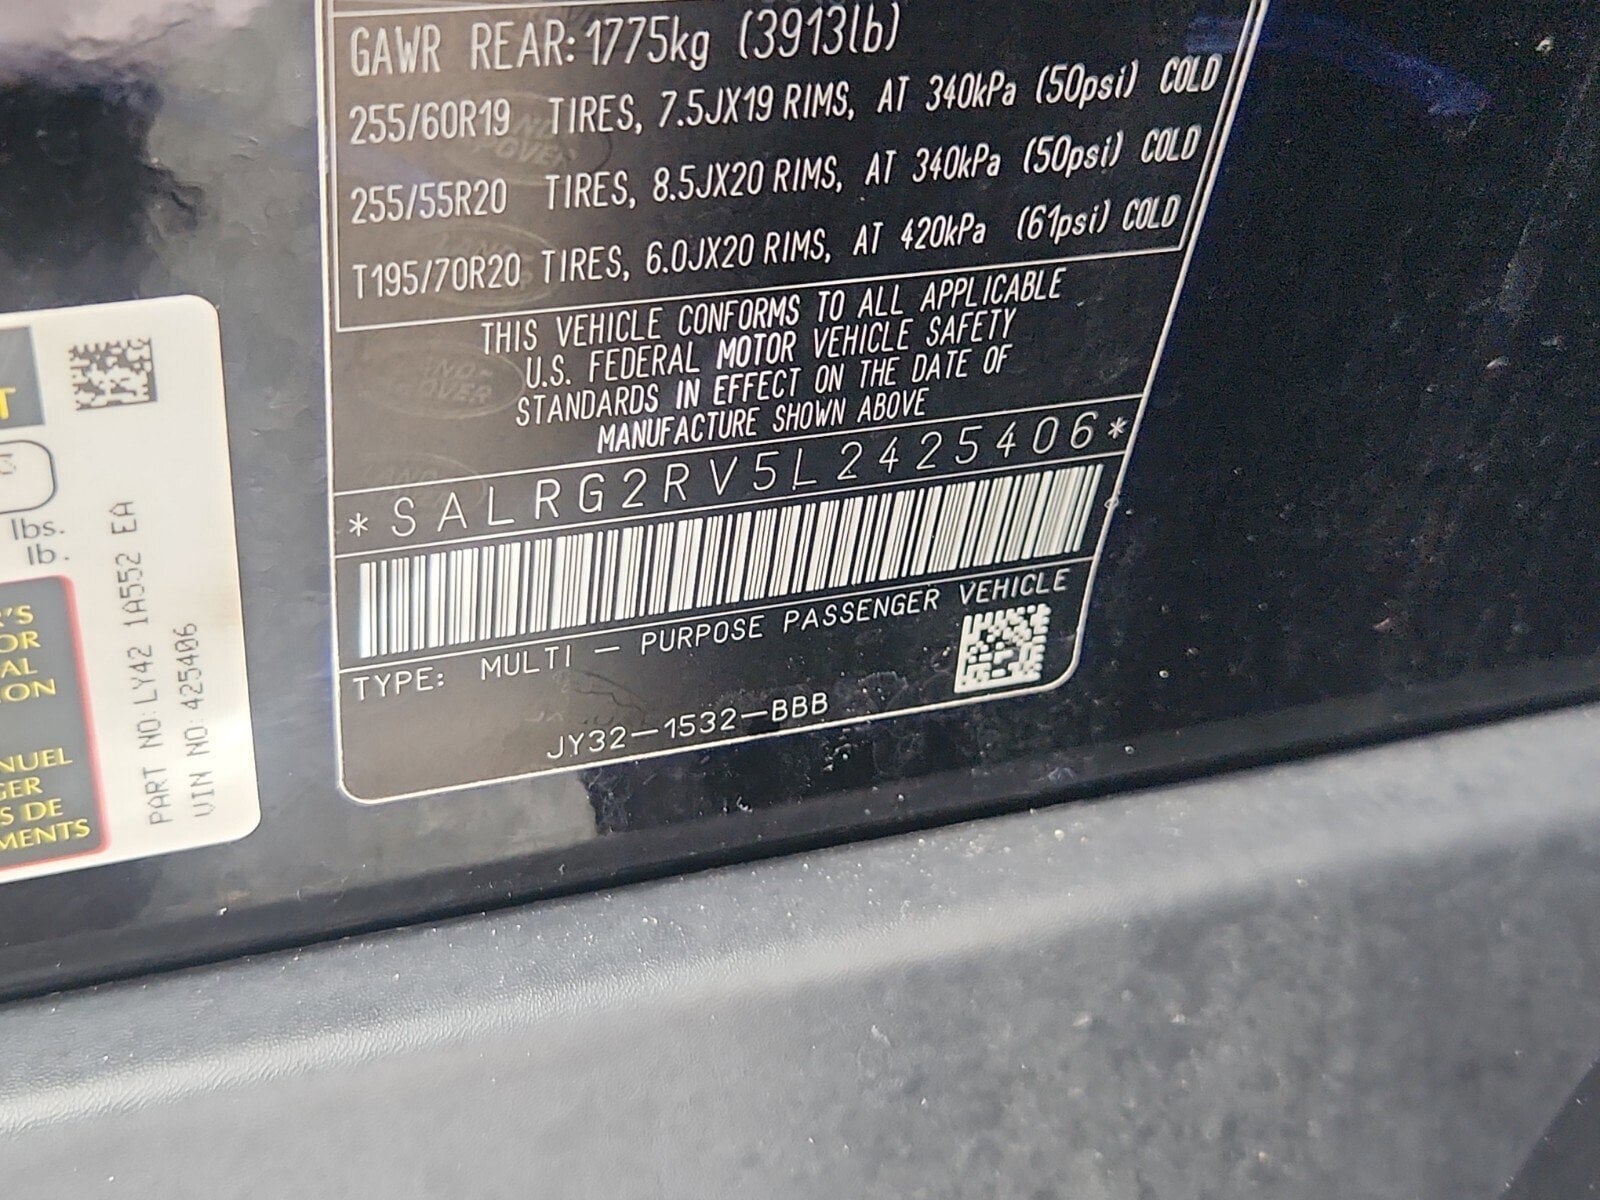 GAWR REAR: 1775kg (3913lb)
255/60R19 TIRES, 7.5JX19 RIMS, AT 340kPa (50psi) COLD
255/55R20 TIRES, 8.5JX20 RIMS, AT 340kPa (50psi) COLD
T195/70R20 TIRES, 6.0JX20 RIMS, AT 420kPa (61psi) COLD
THIS VEHICLE CONFORMS TO ALL APPLICABLE
U.S. FEDERAL MOTOR VEHICLE SAFETY
STANDARDS IN EFFECT ON THE DATE OF
MANUFACTURE SHOWN ABOVE
*SALRG2RV5L2425406*
TYPE: MULTI - PURPOSE PASSENGER VEHICLE
JY32-1532-BBB
lbs.
lb.
PART NO:LY42 1A552 EA
VIN NO:425406